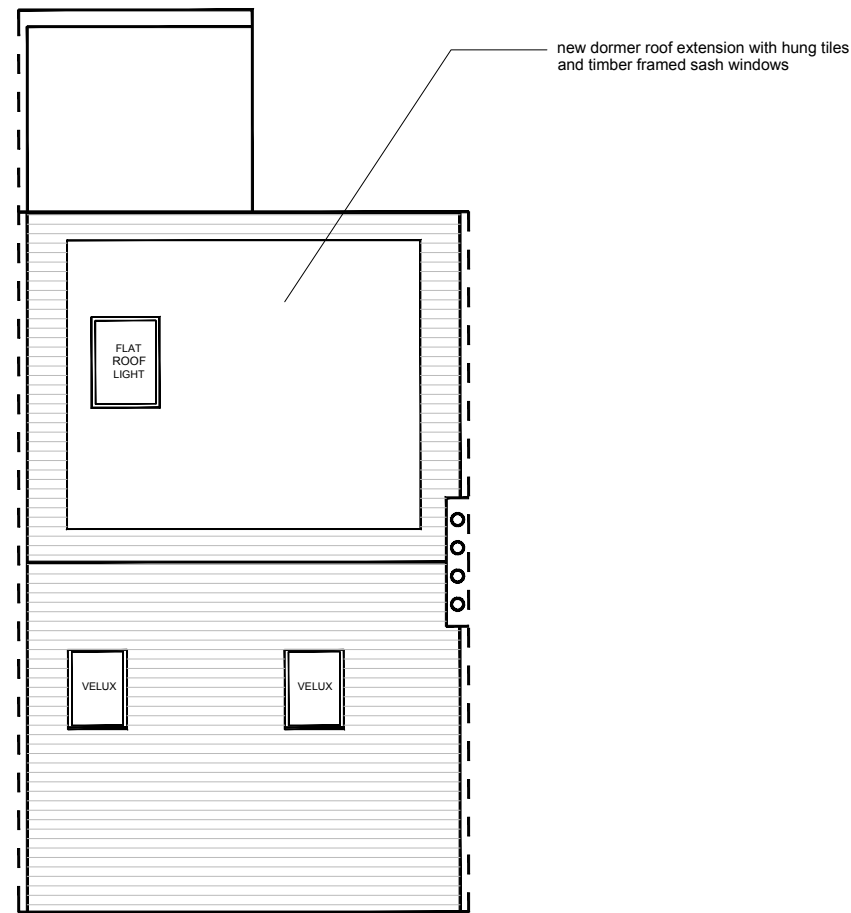 new dormer roof extension with hung tiles
and timber framed sash windows
FLAT
ROOF
LIGHT
VELUX
VELUX